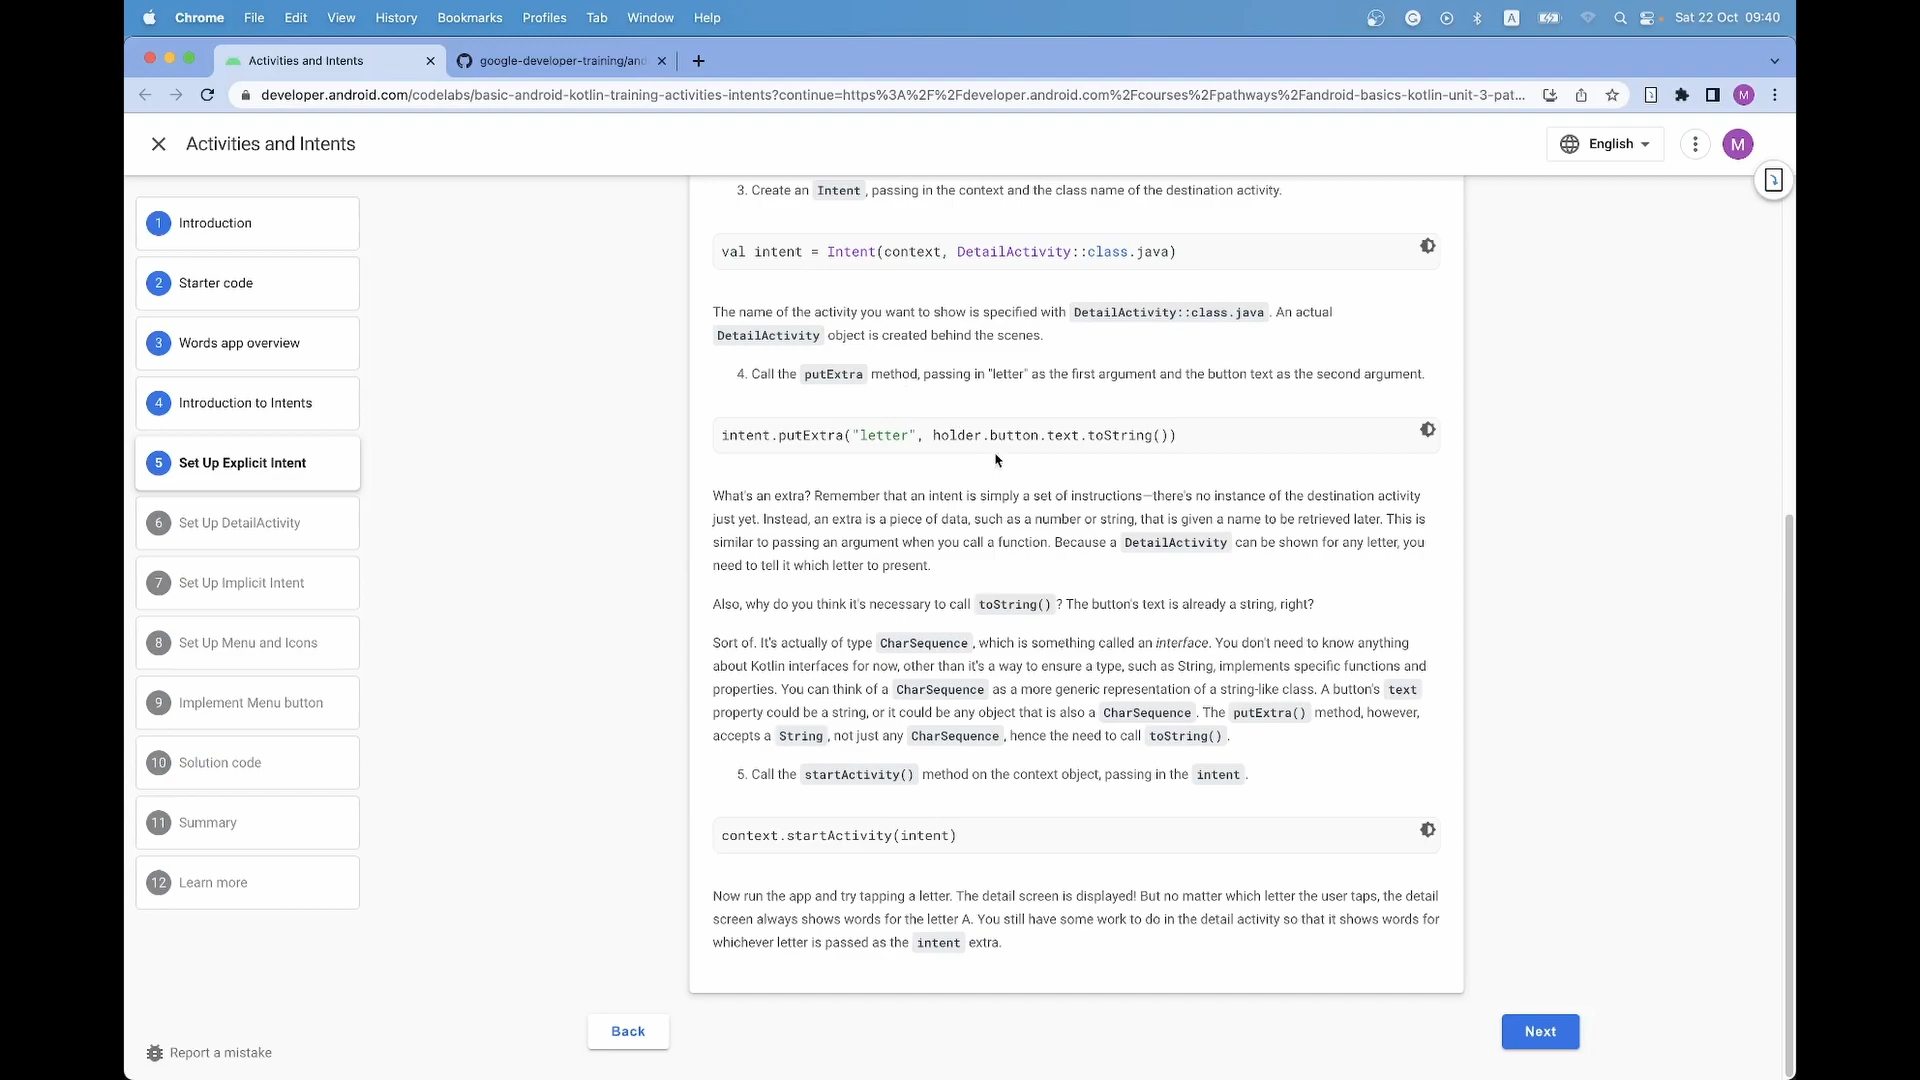 Chrome File Edit View History Bookmarks Profiles Tab Window Help
A Sat 22 Oct 09:40
Activities and Intents
google-developer-training/and
developer.android.com/codelabs/basic-android-kotlin-training-activities-intents?continue=https%3A%2F%2Fdeveloper.android.com%2Fcourses%2Fpathways%2Fandroid-basics-kotlin-unit-3-pat...
M
Activities and Intents
English
M
1 Introduction
2 Starter code
3 Words app overview
4 Introduction to Intents
5 Set Up Explicit Intent
6 Set Up DetailActivity
7 Set Up Implicit Intent
8 Set Up Menu and Icons
9 Implement Menu button
10 Solution code
11 Summary
12 Learn more
Report a mistake
3. Create an Intent, passing in the context and the class name of the destination activity.
val intent = Intent(context, DetailActivity::class.java)
The name of the activity you want to show is specified with DetailActivity::class.java. An actual
DetailActivity object is created behind the scenes.
4. Call the putExtra method, passing in "letter" as the first argument and the button text as the second argument.
intent.putExtra("letter", holder.button.text.toString())
What's an extra? Remember that an intent is simply a set of instructions—there's no instance of the destination activity
just yet. Instead, an extra is a piece of data, such as a number or string, that is given a name to be retrieved later. This is
similar to passing an argument when you call a function. Because a DetailActivity can be shown for any letter, you
need to tell it which letter to present.
Also, why do you think it's necessary to call toString()? The button's text is already a string, right?
Sort of. It's actually of type CharSequence, which is something called an interface. You don't need to know anything
about Kotlin interfaces for now, other than it's a way to ensure a type, such as String, implements specific functions and
properties. You can think of a CharSequence as a more generic representation of a string-like class. A button's text
property could be a string, or it could be any object that is also a CharSequence. The putExtra() method, however,
accepts a String, not just any CharSequence, hence the need to call toString().
5. Call the startActivity() method on the context object, passing in the intent.
context.startActivity(intent)
Now run the app and try tapping a letter. The detail screen is displayed! But no matter which letter the user taps, the detail
screen always shows words for the letter A. You still have some work to do in the detail activity so that it shows words for
whichever letter is passed as the intent extra.
Back
Next